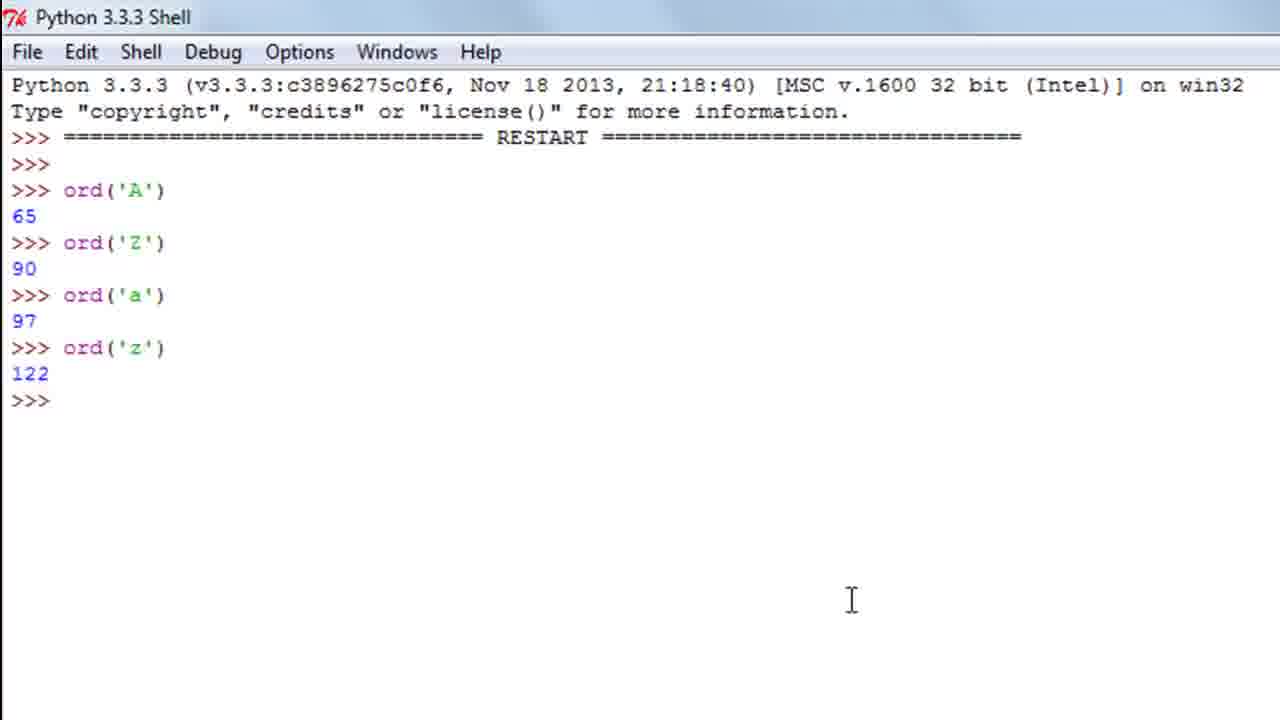 Python 3.3.3 Shell
File Edit Shell Debug Options Windows Help
Python 3.3.3 (v3.3.3:c3896275c0f6, Nov 18 2013, 21:18:40) [MSC v.1600 32 bit (Intel)] on win32
Type "copyright", "credits" or "license()" for more information.
>>> ================================ RESTART ================================
>>>
>>> ord('A')
65
>>> ord('Z')
90
>>> ord('a')
97
>>> ord('z')
122
>>>